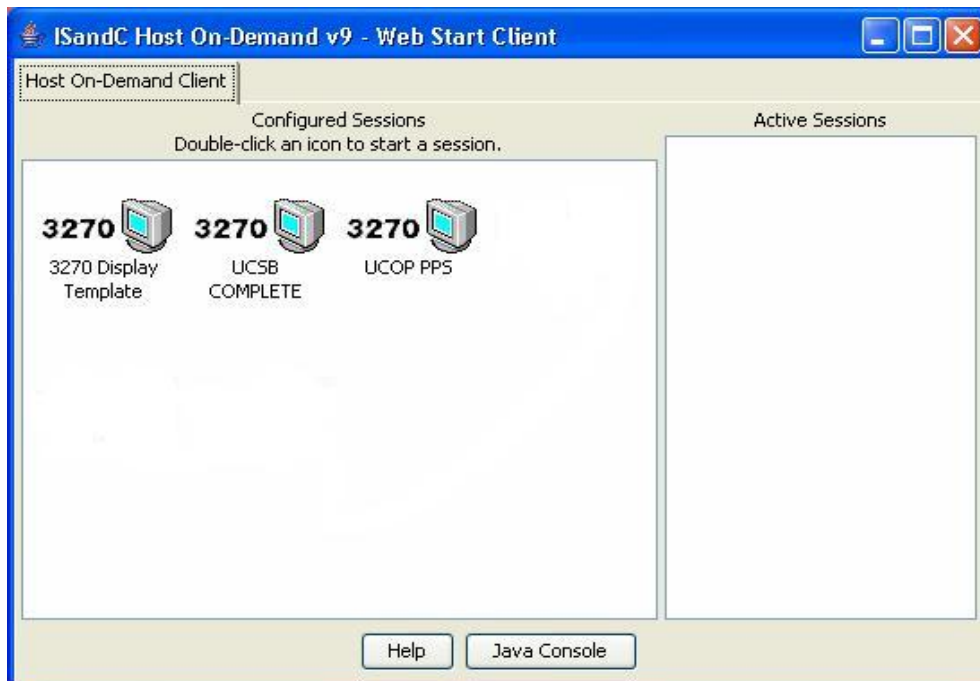 ISandC Host On-Demand v9 - Web Start Client
Host On-Demand Client
Configured Sessions
Double-click an icon to start a session.
Active Sessions
3270
3270 Display
Template
3270
UCSB
COMPLETE
3270
UCOP PPS
Help
Java Console